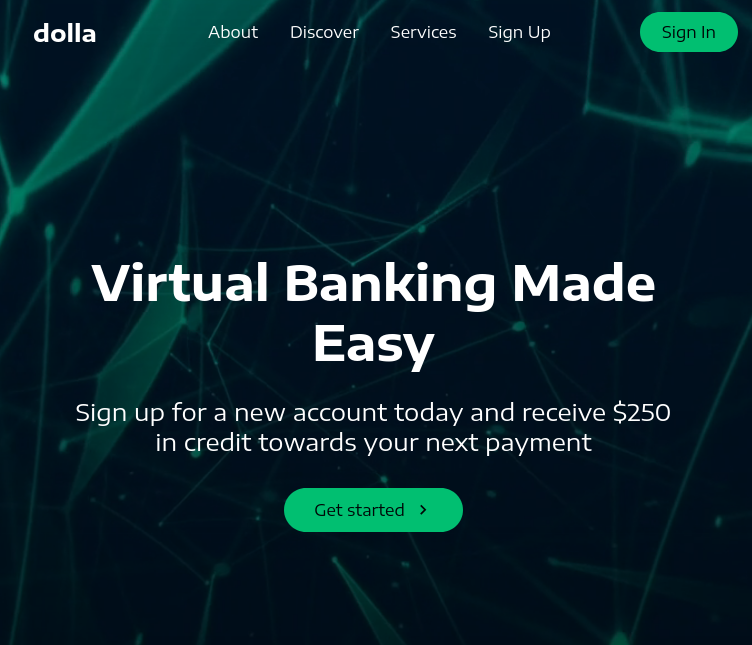 dolla
About
Discover
Services
Sign Up
Sign In
Virtual Banking Made
Easy
Sign up for a new account today and receive $250
in credit towards your next payment
Get started